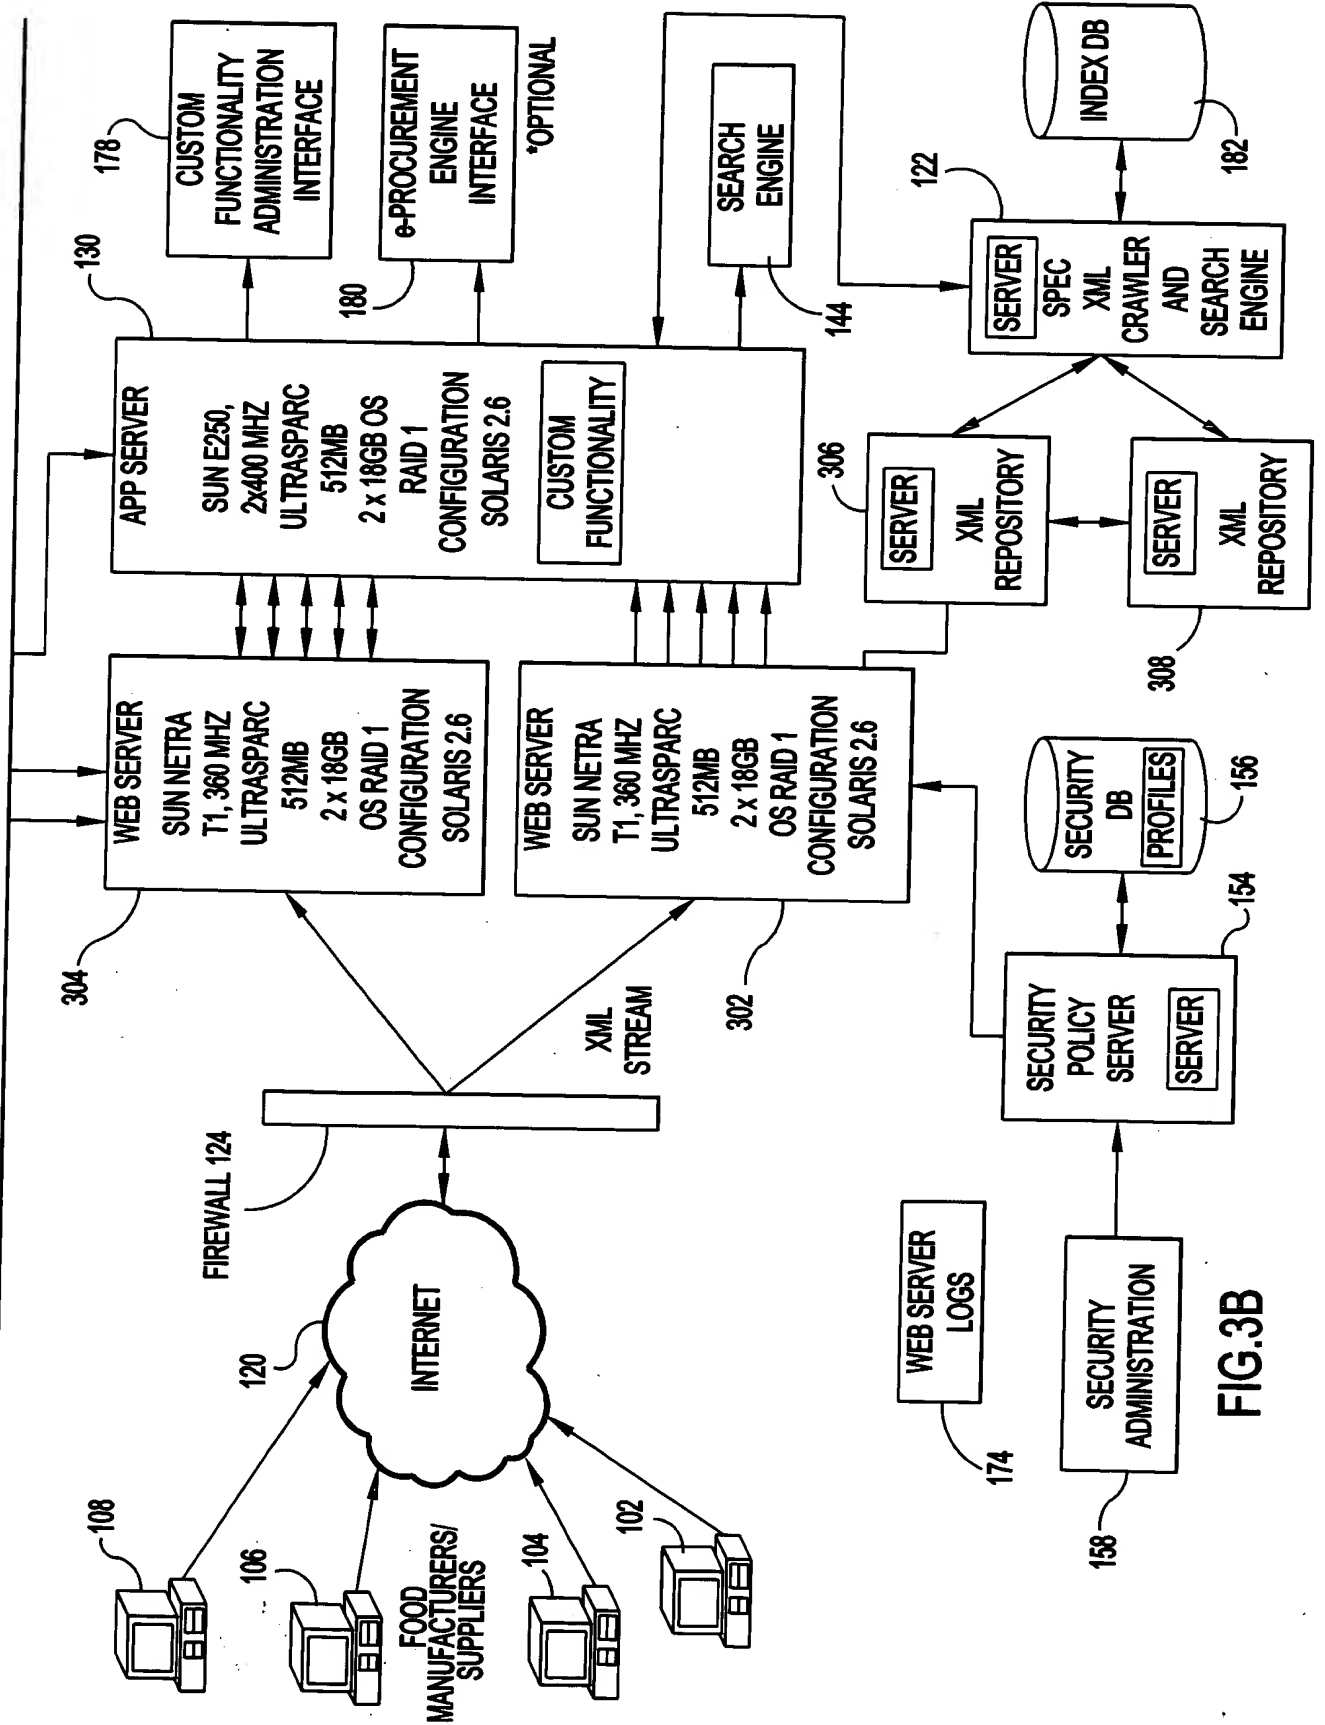 108
106
FOOD
MANUFACTURERS/
SUPPLIERS
104
102
120
INTERNET
FIREWALL 124
XML
STREAM
304
WEB SERVER
SUN NETRA
T1, 360 MHZ
ULTRASPARC
512MB
2 x 18GB
OS RAID 1
CONFIGURATION
SOLARIS 2.6
302
WEB SERVER
SUN NETRA
T1, 360 MHZ
ULTRASPARC
512MB
2 x 18GB
OS RAID 1
CONFIGURATION
SOLARIS 2.6
130
APP SERVER
SUN E250,
2x400 MHZ
ULTRASPARC
512MB
2 x 18GB OS
RAID 1
CONFIGURATION
SOLARIS 2.6
CUSTOM
FUNCTIONALITY
178
CUSTOM
FUNCTIONALITY
ADMINISTRATION
INTERFACE
180
e-PROCUREMENT
ENGINE
INTERFACE
*OPTIONAL
SEARCH
ENGINE
144
174
WEB SERVER
LOGS
158
SECURITY
ADMINISTRATION
SECURITY
POLICY
SERVER
SERVER
154
SECURITY
DB
PROFILES
156
306
SERVER
XML
REPOSITORY
308
SERVER
XML
REPOSITORY
122
SERVER
SPEC
XML
CRAWLER
AND
SEARCH
ENGINE
INDEX DB
182
FIG.3B